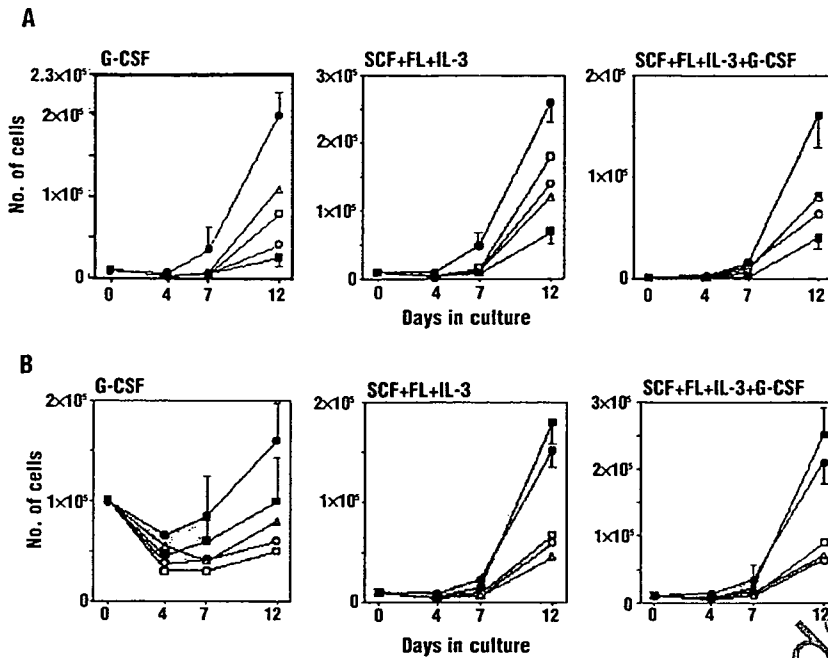 A
G-CSF
SCF+FL+IL-3
SCF+FL+IL-3+G-CSF
No. of cells
2.3×10⁵
2×10⁵
1×10⁵
0
0 4 7 12
3×10⁵
2×10⁵
1×10⁵
0
0 4 7 12
2×10⁵
1×10⁵
0
0 4 7 12
Days in culture
B
G-CSF
SCF+FL+IL-3
SCF+FL+IL-3+G-CSF
No. of cells
2×10⁵
1×10⁵
0
0 4 7 12
2×10⁵
1×10⁵
0
0 4 7 12
3×10⁵
2×10⁵
1×10⁵
0
0 4 7 12
Days in culture